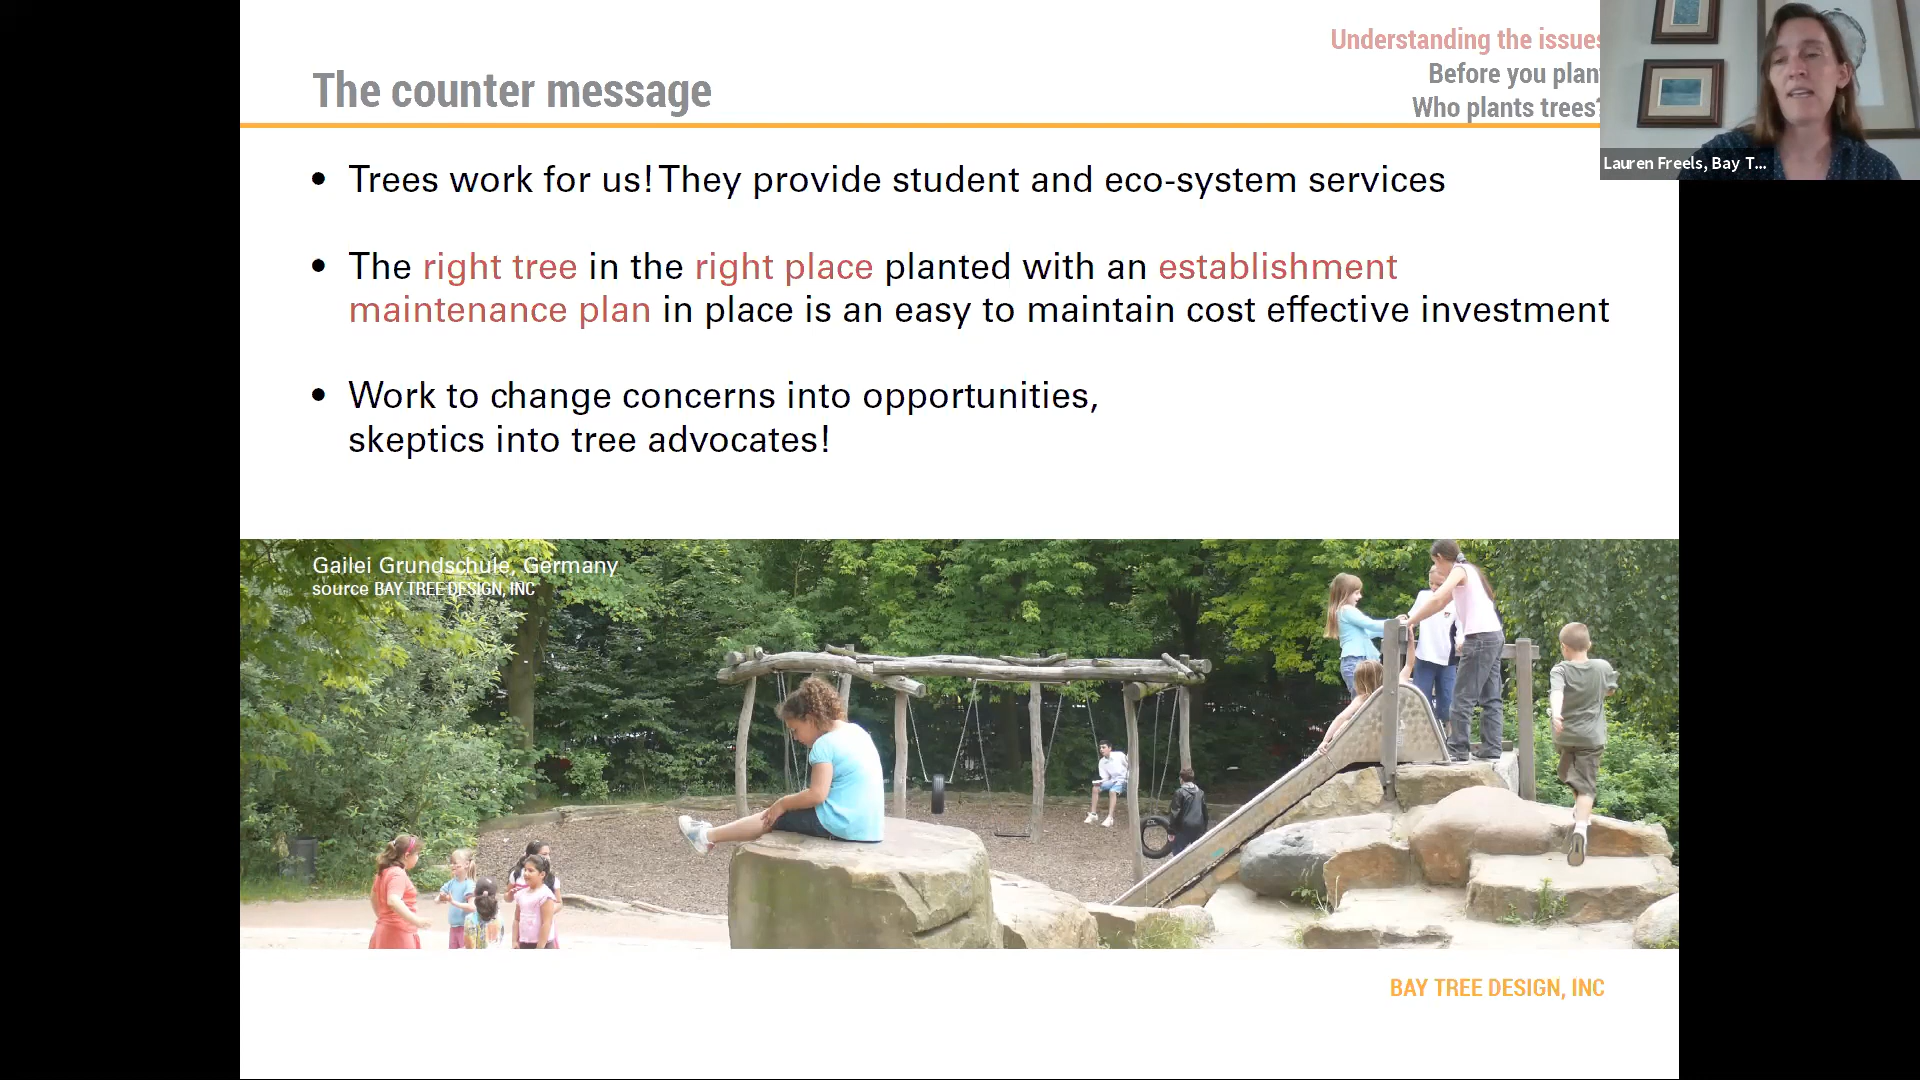 Understanding the issues
Before you plant
Who plants trees?
The counter message
Lauren Freels, Bay T...
• Trees work for us! They provide student and eco-system services
• The right tree in the right place planted with an establishment
maintenance plan in place is an easy to maintain cost effective investment
• Work to change concerns into opportunities,
skeptics into tree advocates!
Gailei Grundschule, Germany
source BAY TREE DESIGN, INC
BAY TREE DESIGN, INC